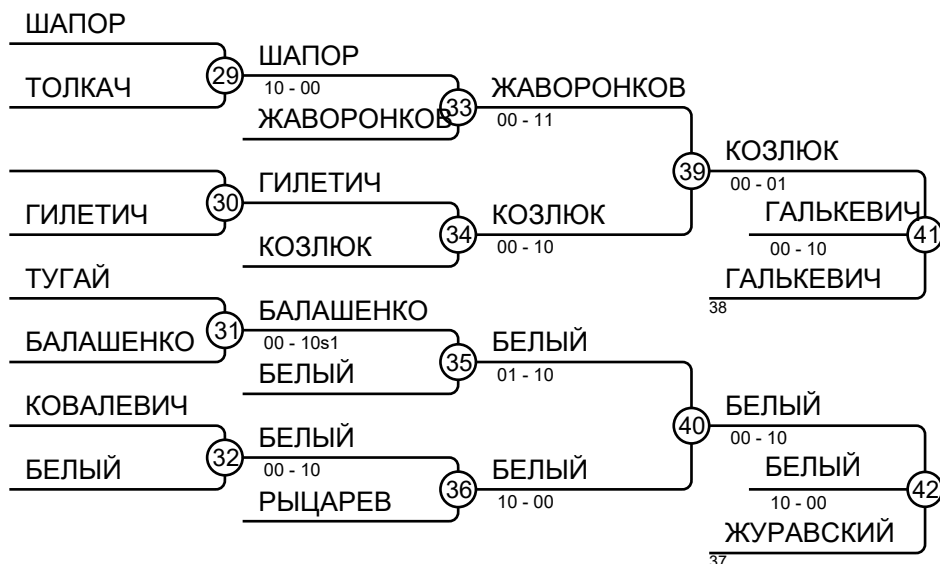 ШАПОР
ТОЛКАЧ
29
ШАПОР
10 - 00
ЖАВОРОНКОВ
33
ЖАВОРОНКОВ
00 - 11
ГИЛЕТИЧ
30
ГИЛЕТИЧ
КОЗЛЮК
34
КОЗЛЮК
00 - 10
39
КОЗЛЮК
00 - 01
ГАЛЬКЕВИЧ
00 - 10
41
ГАЛЬКЕВИЧ
38
ТУГАЙ
БАЛАШЕНКО
31
БАЛАШЕНКО
00 - 10s1
БЕЛЫЙ
35
БЕЛЫЙ
01 - 10
КОВАЛЕВИЧ
БЕЛЫЙ
32
БЕЛЫЙ
00 - 10
РЫЦАРЕВ
36
БЕЛЫЙ
10 - 00
40
БЕЛЫЙ
00 - 10
БЕЛЫЙ
10 - 00
42
ЖУРАВСКИЙ
37